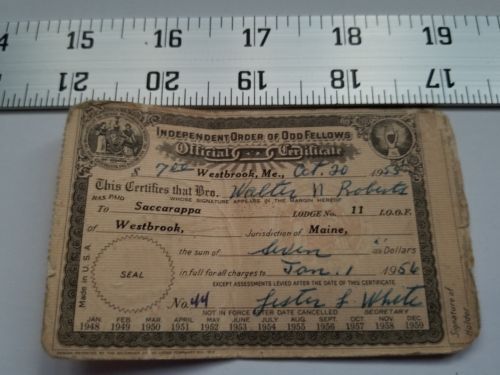 14 15 16 17 18 19
21 20 19 18 17
INDEPENDENT ORDER OF ODD FELLOWS
Official Certificate
$ 7.00 Westbrook, Me., Oct. 20 1955
This Certifies that Bro. Walter N Roberts
WHOSE SIGNATURE APPEARS IN THE MARGIN HEREOF
HAS PAID TO Saccarappa LODGE No. 11 I.O.O.F.
of Westbrook, Jurisdiction of Maine,
the sum of Seven Dollars
in full for all charges to Jan. 1 1956
EXCEPT ASSESSMENTS LEVIED AFTER THE DATE OF THIS CERTIFICATE
SEAL
No. 44 Lester F White
NOT IN FORCE AFTER DATE CANCELLED SECRETARY
JAN. FEB. MAR. APRIL MAY JUNE JULY AUG. SEPT. OCT. NOV. DEC.
1948 1949 1950 1951 1952 1953 1954 1955 1956 1957 1958 1959
Made in U.S.A.
Signature of
Holder